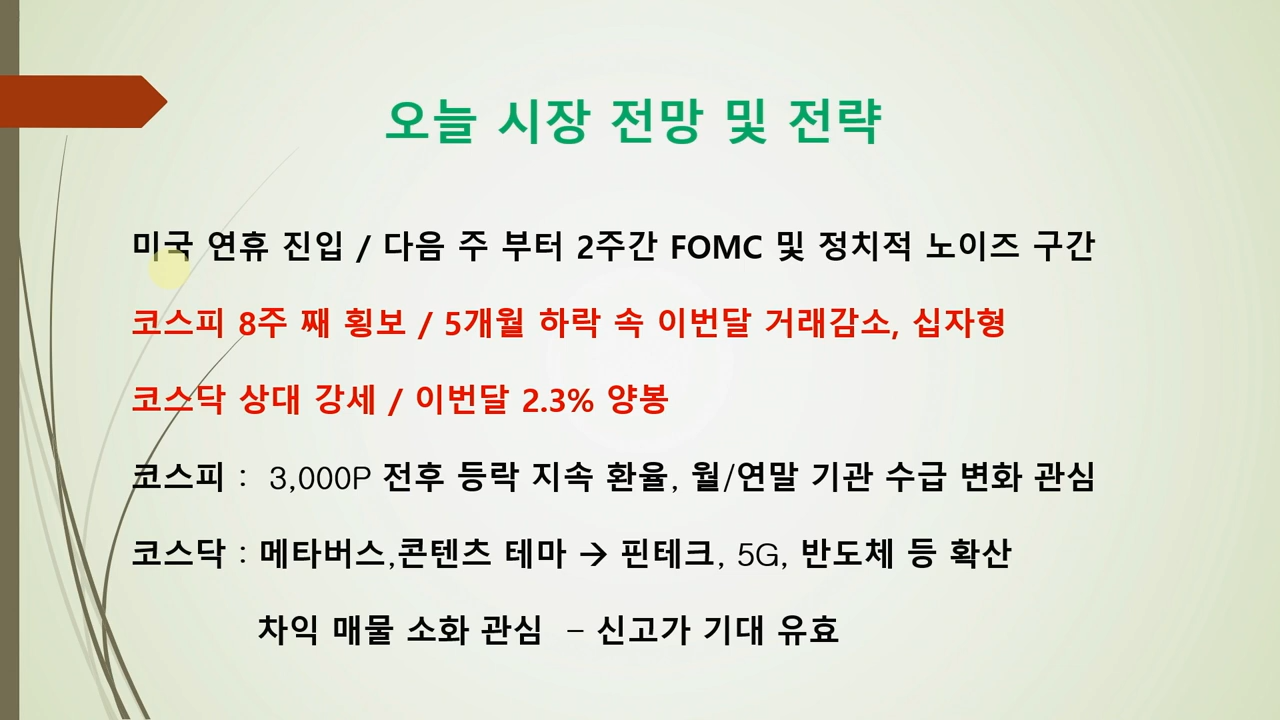 오늘 시장 전망 및 전략
미국 연휴 진입 / 다음 주 부터 2주간 FOMC 및 정치적 노이즈 구간
코스피 8주 째 횡보 / 5개월 하락 속 이번달 거래감소, 십자형
코스닥 상대 강세 / 이번달 2.3% 양봉
코스피 : 3,000P 전후 등락 지속 환율, 월/연말 기관 수급 변화 관심
코스닥 : 메타버스,콘텐츠 테마 → 핀테크, 5G, 반도체 등 확산
차익 매물 소화 관심 – 신고가 기대 유효